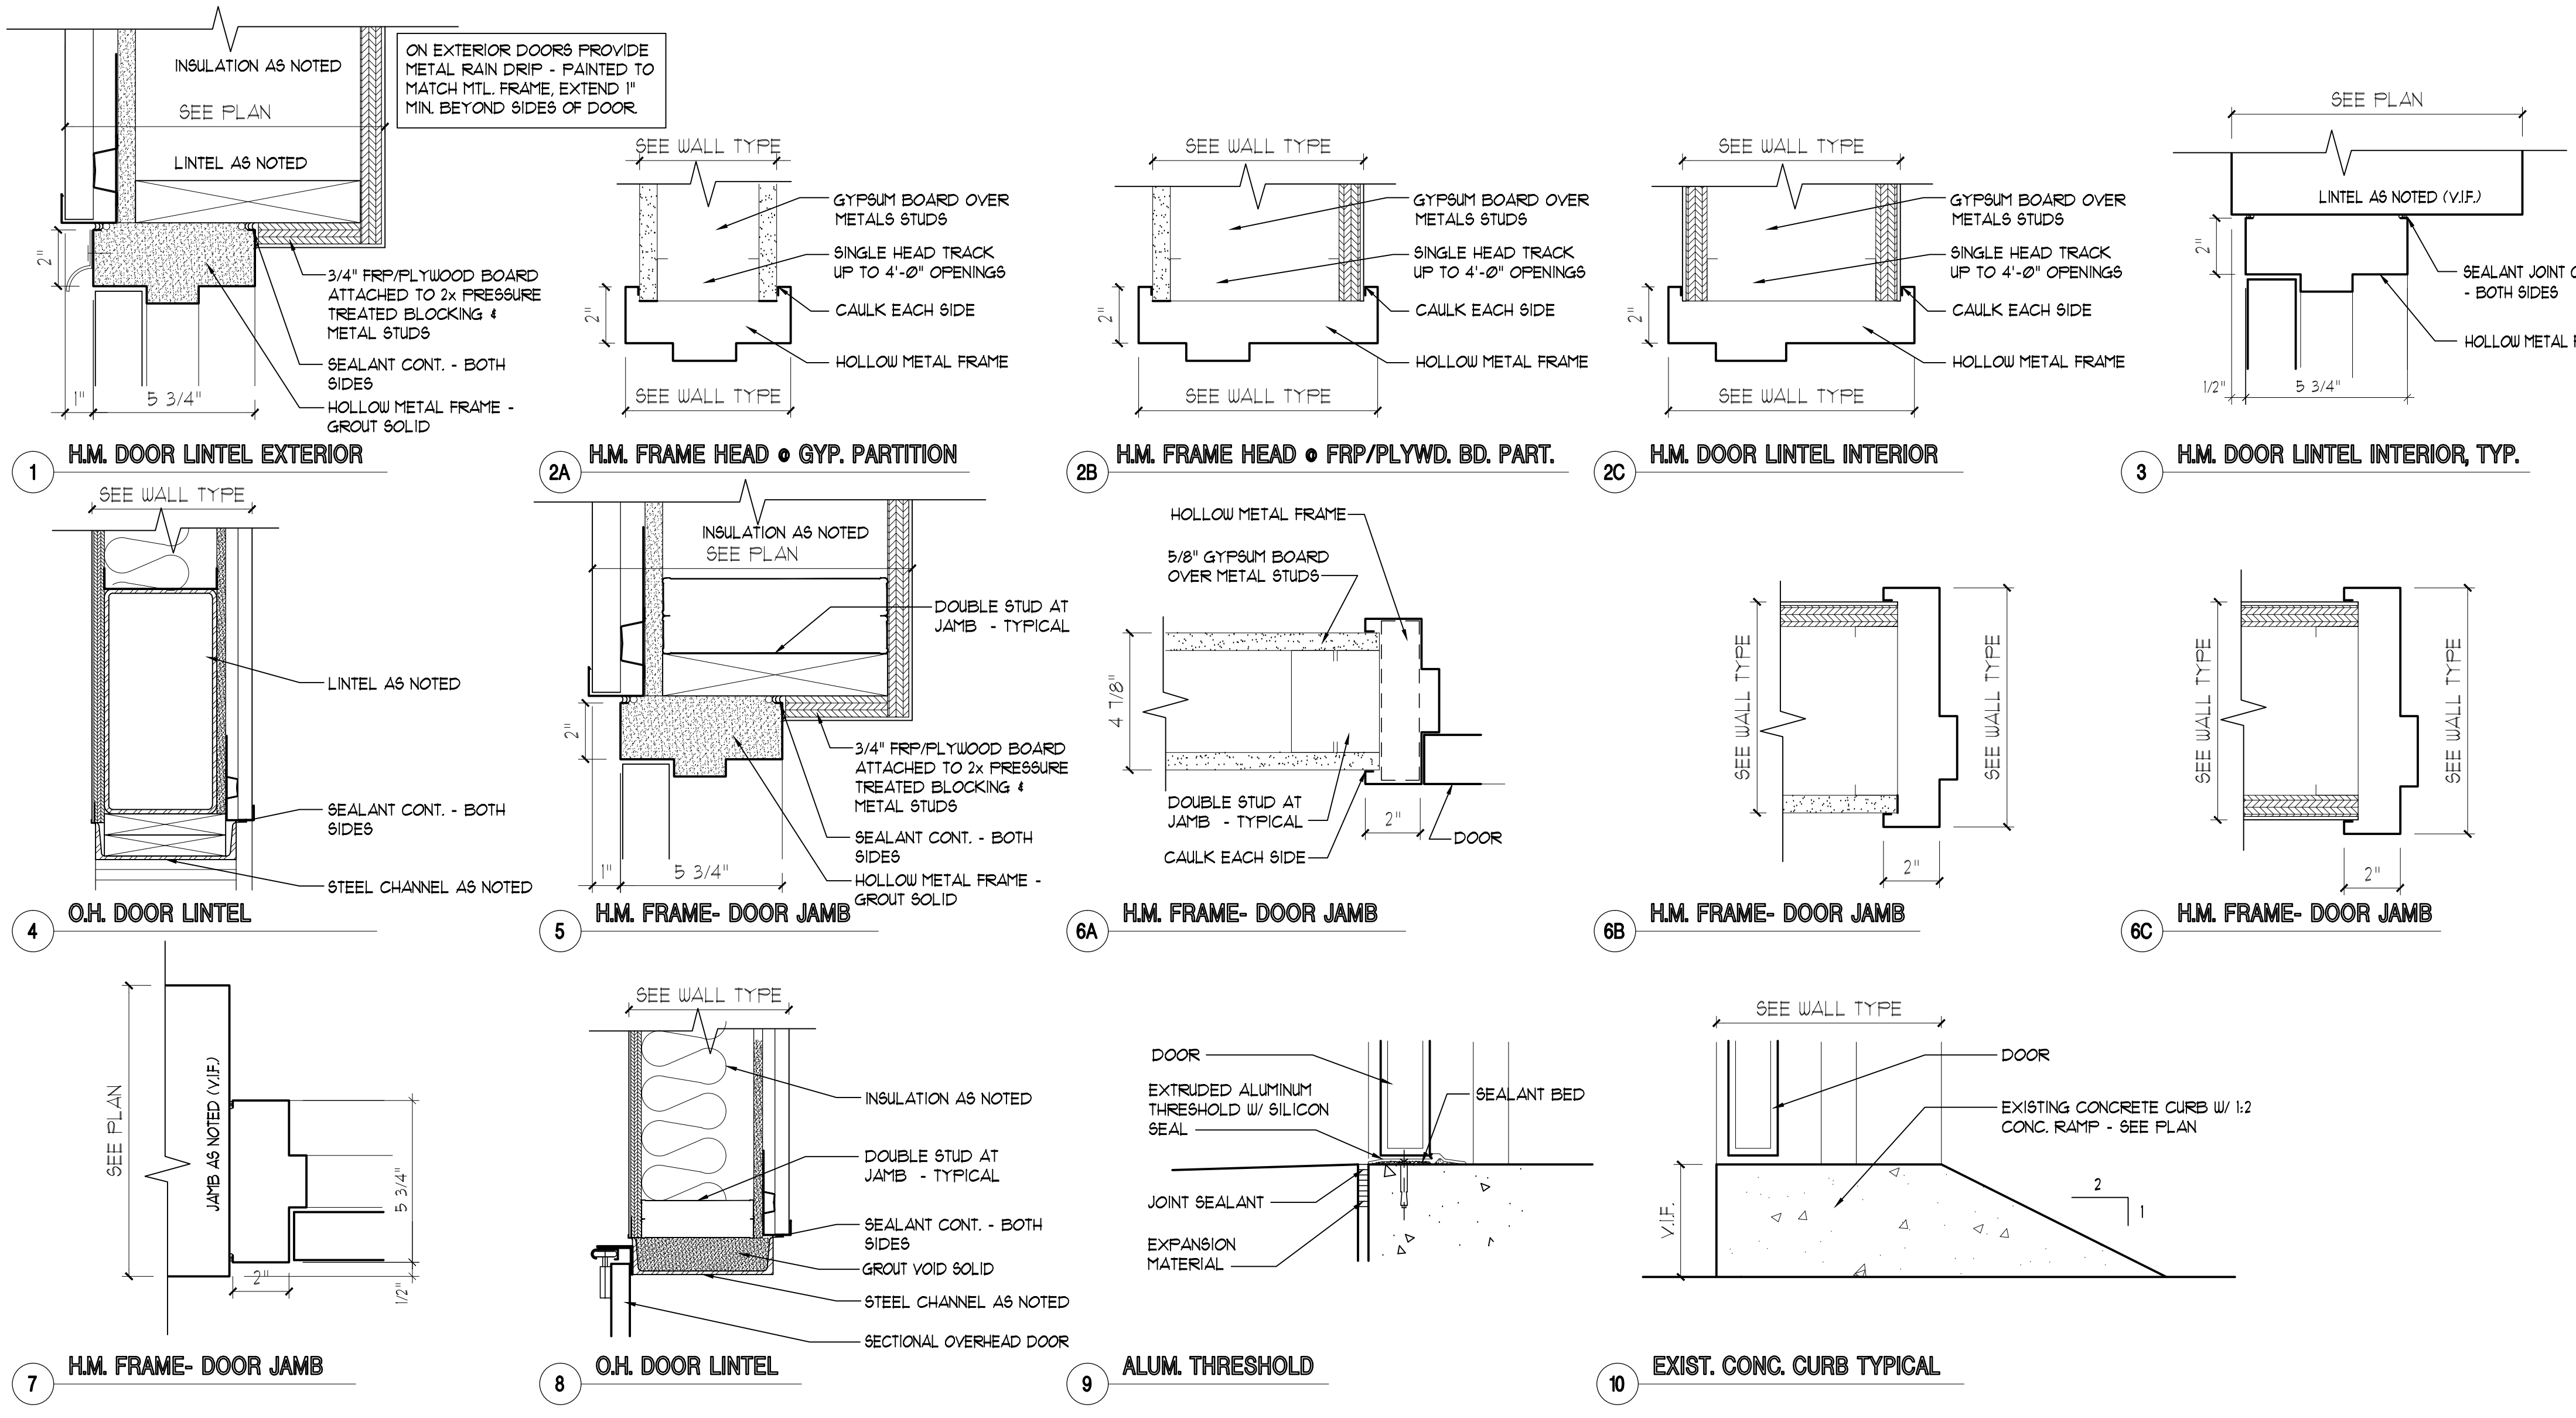 INSULATION AS NOTED
SEE PLAN
LINTEL AS NOTED
ON EXTERIOR DOORS PROVIDE
METAL RAIN DRIP - PAINTED TO
MATCH MTL. FRAME, EXTEND 1"
MIN. BEYOND SIDES OF DOOR.
2"
3/4" FRP/PLYWOOD BOARD
ATTACHED TO 2x PRESSURE
TREATED BLOCKING &
METAL STUDS
SEALANT CONT. - BOTH
SIDES
HOLLOW METAL FRAME -
GROUT SOLID
1"
5 3/4"
1
H.M. DOOR LINTEL EXTERIOR
SEE WALL TYPE
GYPSUM BOARD OVER
METALS STUDS
SINGLE HEAD TRACK
UP TO 4'-0" OPENINGS
CAULK EACH SIDE
HOLLOW METAL FRAME
2"
SEE WALL TYPE
2A
H.M. FRAME HEAD @ GYP. PARTITION
SEE WALL TYPE
GYPSUM BOARD OVER
METALS STUDS
SINGLE HEAD TRACK
UP TO 4'-0" OPENINGS
CAULK EACH SIDE
HOLLOW METAL FRAME
2"
SEE WALL TYPE
2B
H.M. FRAME HEAD @ FRP/PLYWD. BD. PART.
SEE WALL TYPE
GYPSUM BOARD OVER
METALS STUDS
SINGLE HEAD TRACK
UP TO 4'-0" OPENINGS
CAULK EACH SIDE
HOLLOW METAL FRAME
2"
SEE WALL TYPE
2C
H.M. DOOR LINTEL INTERIOR
SEE PLAN
LINTEL AS NOTED (V.I.F.)
2"
SEALANT JOINT
- BOTH SIDES
HOLLOW METAL
1/2"
5 3/4"
3
H.M. DOOR LINTEL INTERIOR, TYP.
SEE WALL TYPE
LINTEL AS NOTED
SEALANT CONT. - BOTH
SIDES
STEEL CHANNEL AS NOTED
4
O.H. DOOR LINTEL
INSULATION AS NOTED
SEE PLAN
DOUBLE STUD AT
JAMB - TYPICAL
2"
3/4" FRP/PLYWOOD BOARD
ATTACHED TO 2x PRESSURE
TREATED BLOCKING &
METAL STUDS
SEALANT CONT. - BOTH
SIDES
HOLLOW METAL FRAME -
GROUT SOLID
1"
5 3/4"
5
H.M. FRAME- DOOR JAMB
HOLLOW METAL FRAME
5/8" GYPSUM BOARD
OVER METAL STUDS
4 7/8"
DOUBLE STUD AT
JAMB - TYPICAL
CAULK EACH SIDE
2"
DOOR
6A
H.M. FRAME- DOOR JAMB
SEE WALL TYPE
SEE WALL TYPE
2"
6B
H.M. FRAME- DOOR JAMB
SEE WALL TYPE
SEE WALL TYPE
2"
6C
H.M. FRAME- DOOR JAMB
SEE PLAN
JAMB AS NOTED (V.I.F.)
5 3/4"
2"
1/2"
7
H.M. FRAME- DOOR JAMB
SEE WALL TYPE
INSULATION AS NOTED
DOUBLE STUD AT
JAMB - TYPICAL
SEALANT CONT. - BOTH
SIDES
GROUT VOID SOLID
STEEL CHANNEL AS NOTED
SECTIONAL OVERHEAD DOOR
8
O.H. DOOR LINTEL
DOOR
EXTRUDED ALUMINUM
THRESHOLD W/ SILICON
SEAL
SEALANT BED
JOINT SEALANT
EXPANSION
MATERIAL
9
ALUM. THRESHOLD
SEE WALL TYPE
DOOR
EXISTING CONCRETE CURB W/ 1:2
CONC. RAMP - SEE PLAN
2
1
V.I.F.
10
EXIST. CONC. CURB TYPICAL